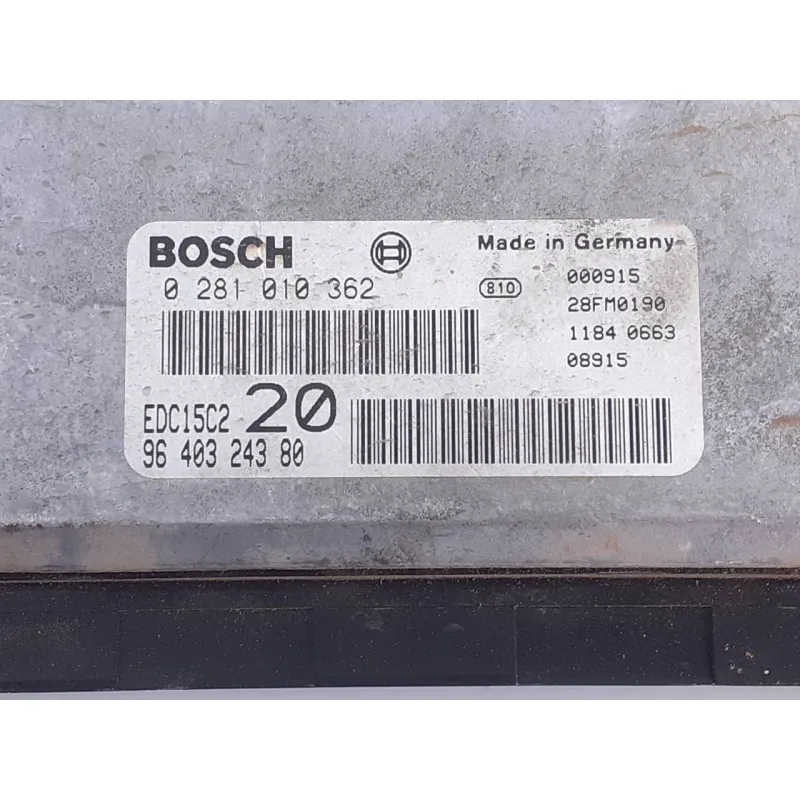 BOSCH
Made in Germany
0 281 010 362
810
000915
28FM0190
1184 0663
08915
EDC15C2 20
96 403 243 80